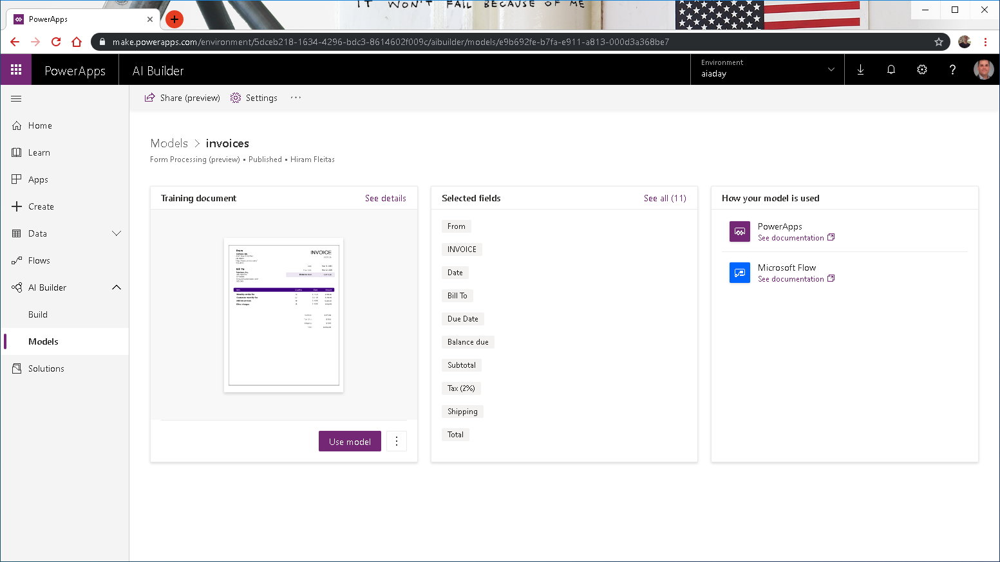 IT WON'T FAIL BECAUSE OF ME
PowerApps
make.powerapps.com/environment/5dceb218-1634-4296-bdc3-8614602f009c/aibuilder/models/e9b692fe-b7fa-e911-a813-000d3a368be7
PowerApps
AI Builder
Environment
aiaday
Share (preview)
Settings
Home
Learn
Apps
Create
Data
Flows
AI Builder
Build
Models
Solutions
Models > invoices
Form Processing (preview) • Published • Hiram Fleitas
Training document
See details
From
INVOICE
Bill To
Use model
Selected fields
See all (11)
From
INVOICE
Date
Bill To
Due Date
Balance due
Subtotal
Tax (2%)
Shipping
Total
How your model is used
PowerApps
See documentation
Microsoft Flow
See documentation